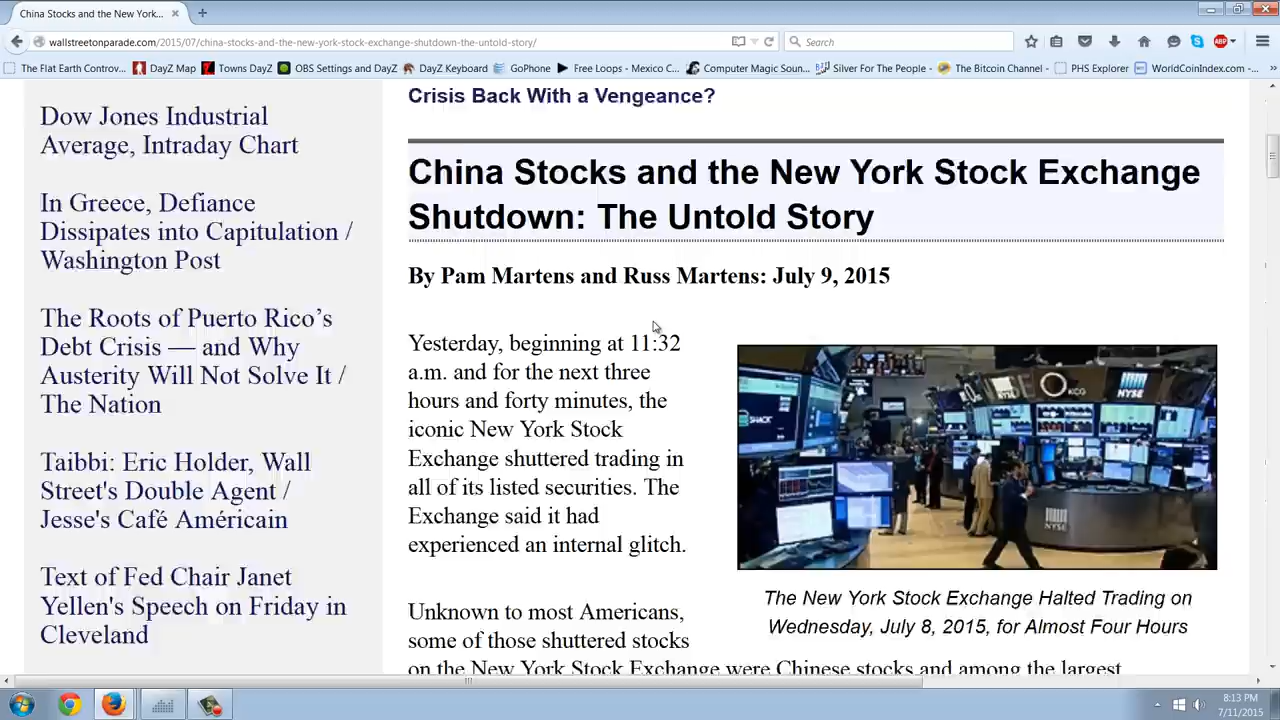 China Stocks and the New York...
wallstreetonparade.com/2015/07/china-stocks-and-the-new-york-stock-exchange-shutdown-the-untold-story/
Search
The Flat Earth Controv...
DayZ Map
Towns DayZ
OBS Settings and DayZ
DayZ Keyboard
GoPhone
Free Loops - Mexico C...
Computer Magic Soun...
Silver For The People -...
The Bitcoin Channel -...
PHS Explorer
WorldCoinIndex.com -...
Dow Jones Industrial
Average, Intraday Chart
In Greece, Defiance
Dissipates into Capitulation /
Washington Post
The Roots of Puerto Rico’s
Debt Crisis — and Why
Austerity Will Not Solve It /
The Nation
Taibbi: Eric Holder, Wall
Street's Double Agent /
Jesse's Café Américain
Text of Fed Chair Janet
Yellen's Speech on Friday in
Cleveland
Crisis Back With a Vengeance?
China Stocks and the New York Stock Exchange
Shutdown: The Untold Story
By Pam Martens and Russ Martens: July 9, 2015
Yesterday, beginning at 11:32
a.m. and for the next three
hours and forty minutes, the
iconic New York Stock
Exchange shuttered trading in
all of its listed securities. The
Exchange said it had
experienced an internal glitch.
KCG
NYSE
SHACK
NYSE
The New York Stock Exchange Halted Trading on
Wednesday, July 8, 2015, for Almost Four Hours
Unknown to most Americans,
some of those shuttered stocks
on the New York Stock Exchange were Chinese stocks and among the largest
8:13 PM
7/11/2015